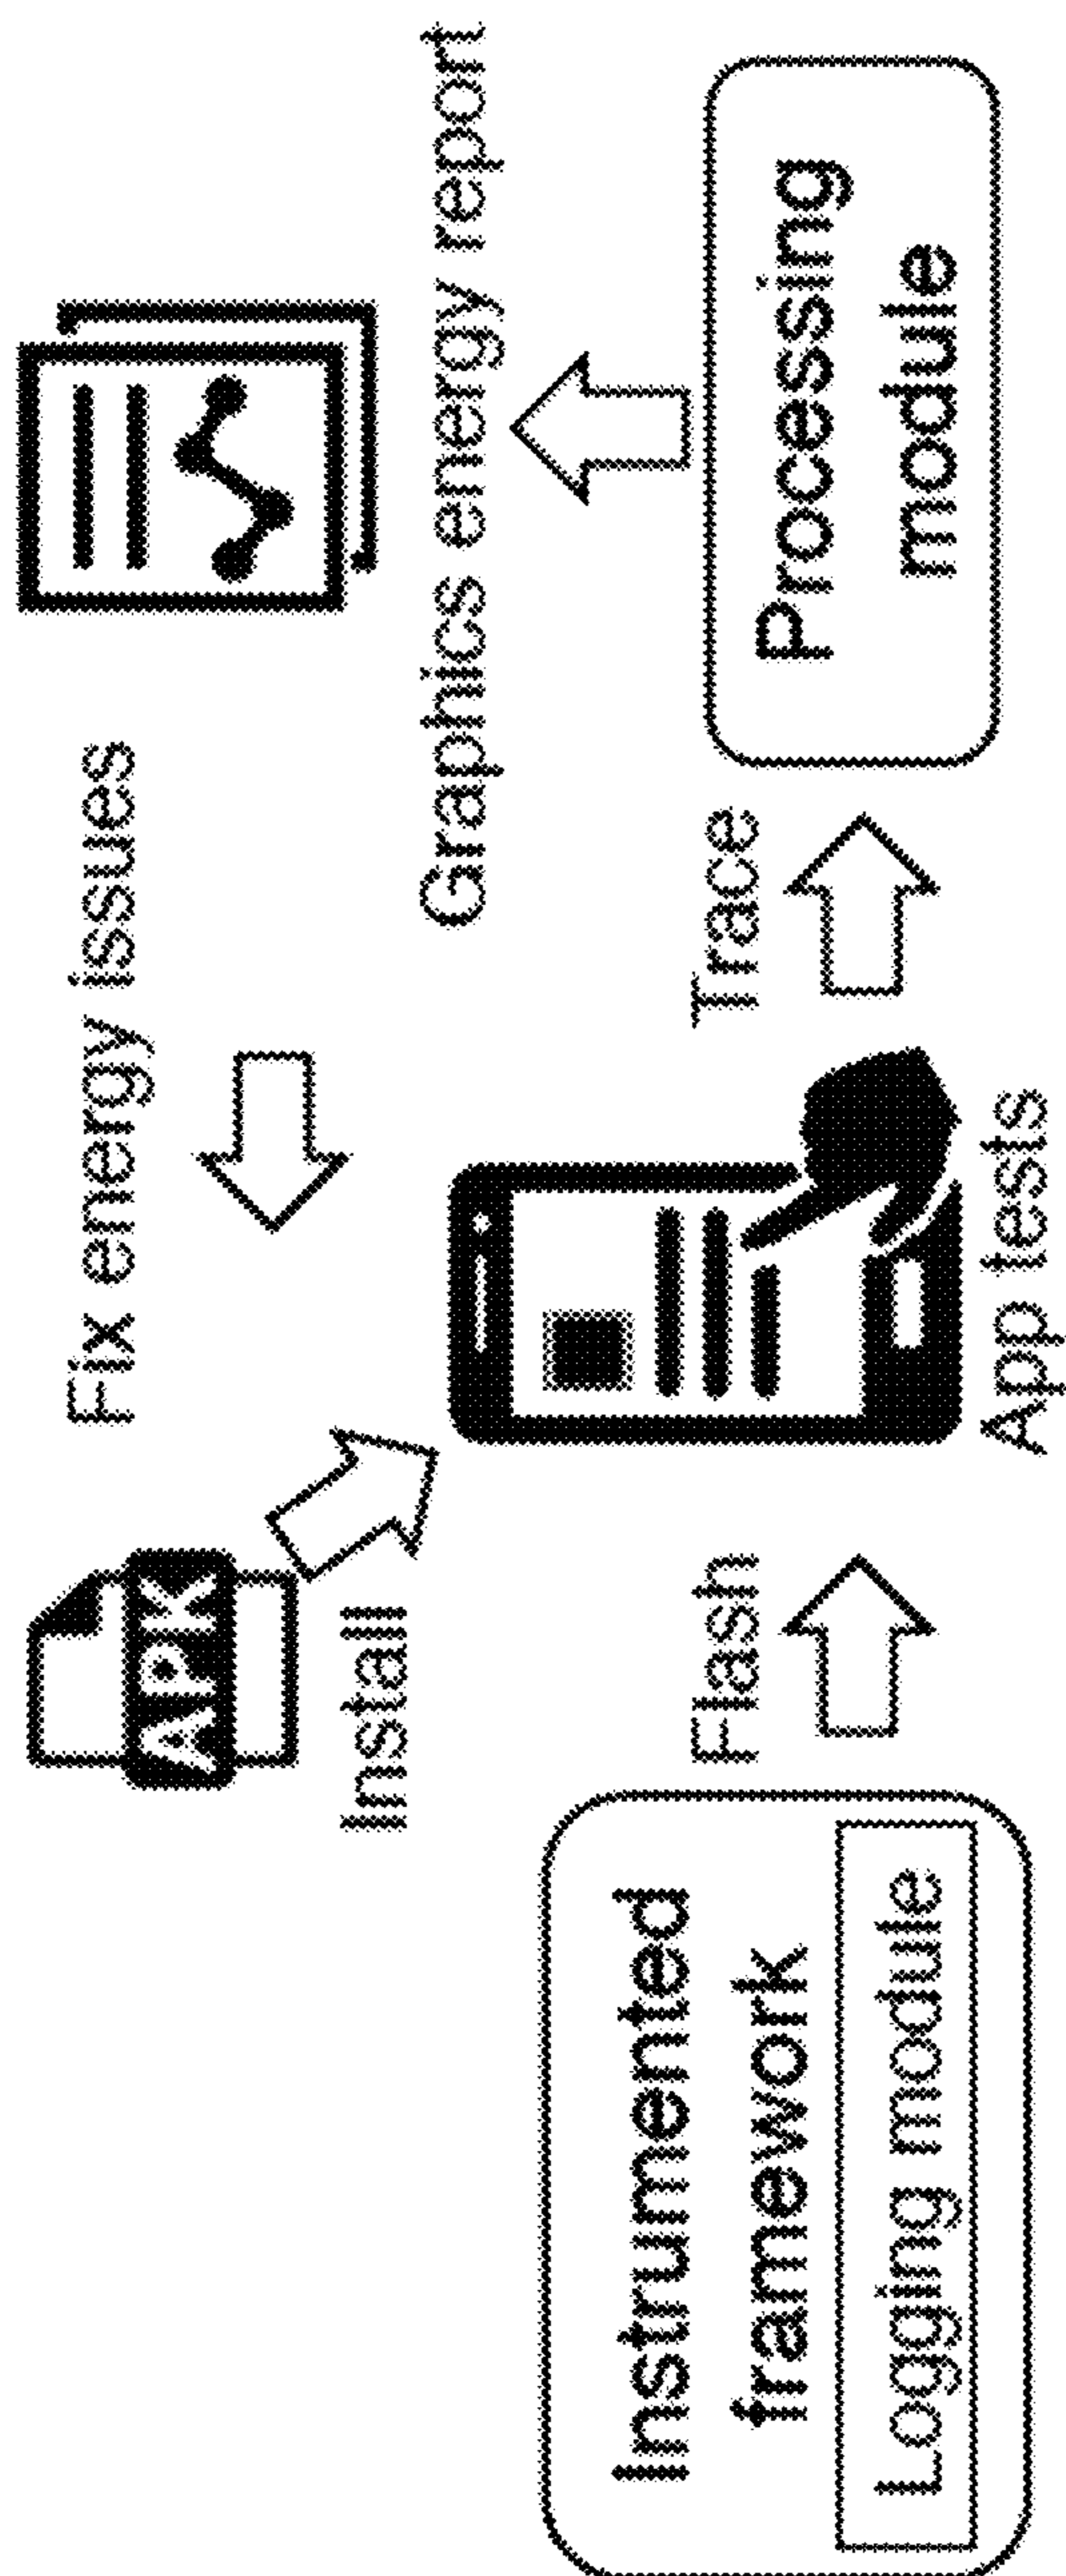 APK
Install
Fix energy issues
Graphics energy report
Instrumented
framework
Logging module
Flash
App tests
Trace
Processing
module